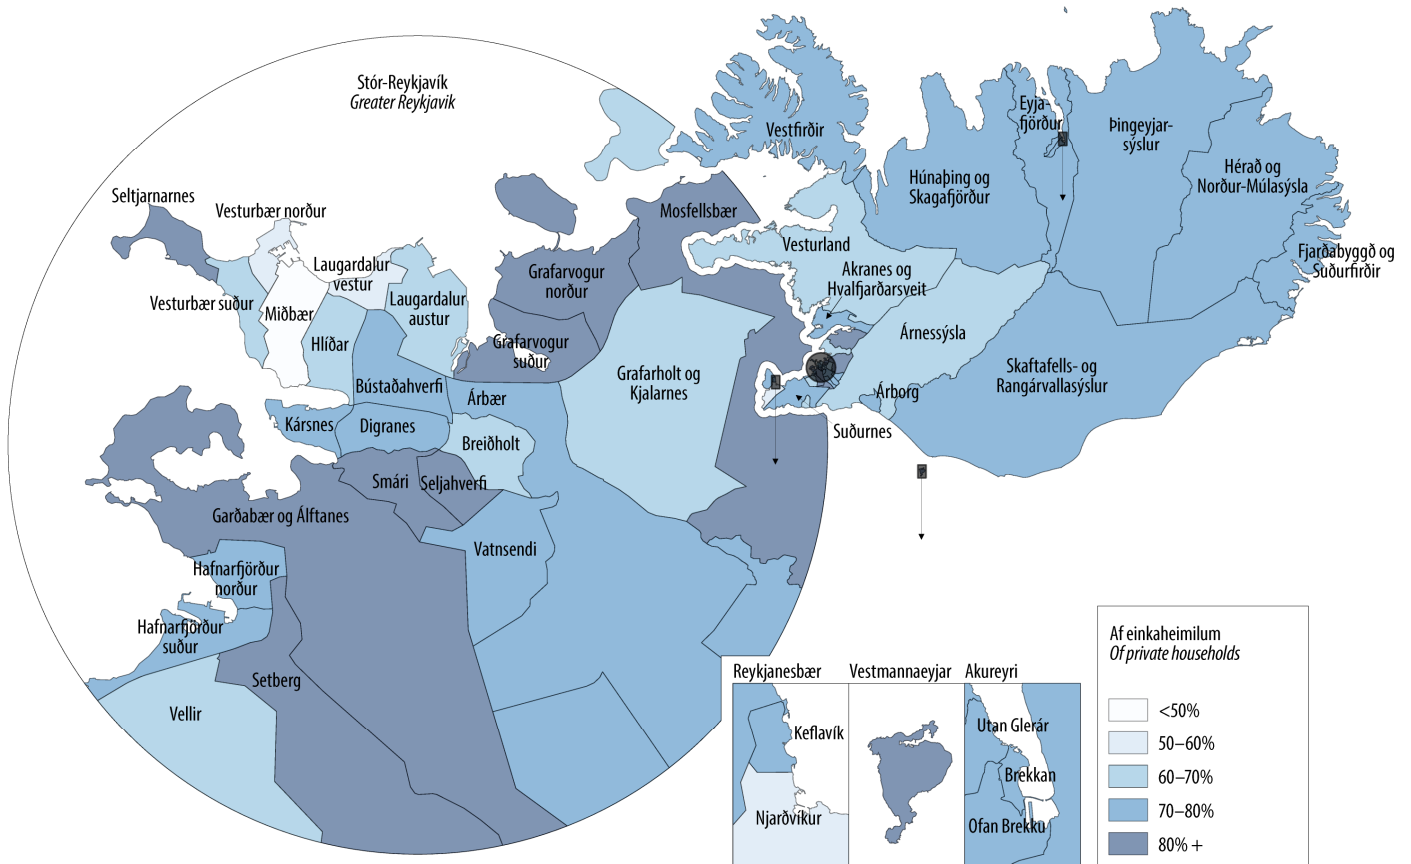 Stór-Reykjavík
Greater Reykjavik
Eyja-
fjörður
Vestfirðir
Þingeyjar-
sýslur
Hérað og
Norður-Múlasýsla
Húnaþing og
Skagafjörður
Seltjarnarnes
Vesturbær norður
Mosfellsbær
Vesturland
Fjarðabyggð og
Suðurfirðir
Laugardalur
vestur
Grafarvogur
norður
Akranes og
Hvalfjarðarsveit
Vesturbær suður
Miðbær
Laugardalur
austur
Árnessýsla
Hlíðar
Grafarvogur
suður
Skaftafells- og
Rangárvallasýslur
Grafarholt og
Kjalarnes
Bústaðahverfi
Árbær
Árborg
Kársnes
Digranes
Breiðholt
Suðurnes
Smári
Seljahverfi
Garðabær og Álftanes
Vatnsendi
Hafnarfjörður
norður
Hafnarfjörður
suður
Setberg
Vellir
Reykjanesbær
Vestmannaeyjar
Akureyri
Keflavík
Njarðvíkur
Utan Glerár
Brekkan
Ofan Brekku
Af einkaheimilum
Of private households
<50%
50–60%
60–70%
70–80%
80% +